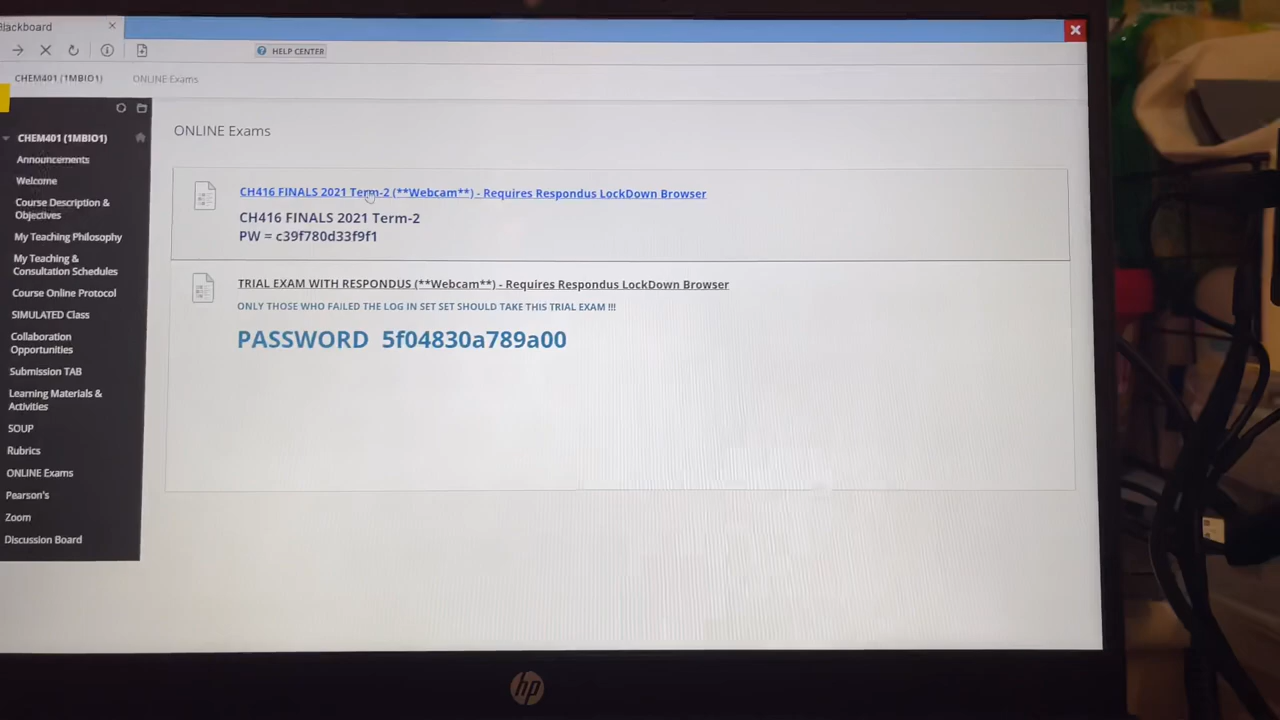 Blackboard
HELP CENTER
CHEM401 (1MBIO1)
ONLINE Exams
CHEM401 (1MBIO1)
Announcements
Welcome
Course Description &
Objectives
My Teaching Philosophy
My Teaching &
Consultation Schedules
Course Online Protocol
SIMULATED Class
Collaboration
Opportunities
Submission TAB
Learning Materials &
Activities
SOUP
Rubrics
ONLINE Exams
Pearson's
Zoom
Discussion Board
ONLINE Exams
CH416 FINALS 2021 Term-2 (**Webcam**) - Requires Respondus LockDown Browser
CH416 FINALS 2021 Term-2
PW = c39f780d33f9f1
TRIAL EXAM WITH RESPONDUS (**Webcam**) - Requires Respondus LockDown Browser
ONLY THOSE WHO FAILED THE LOG IN SET SET SHOULD TAKE THIS TRIAL EXAM !!!
PASSWORD 5f04830a789a00
hp